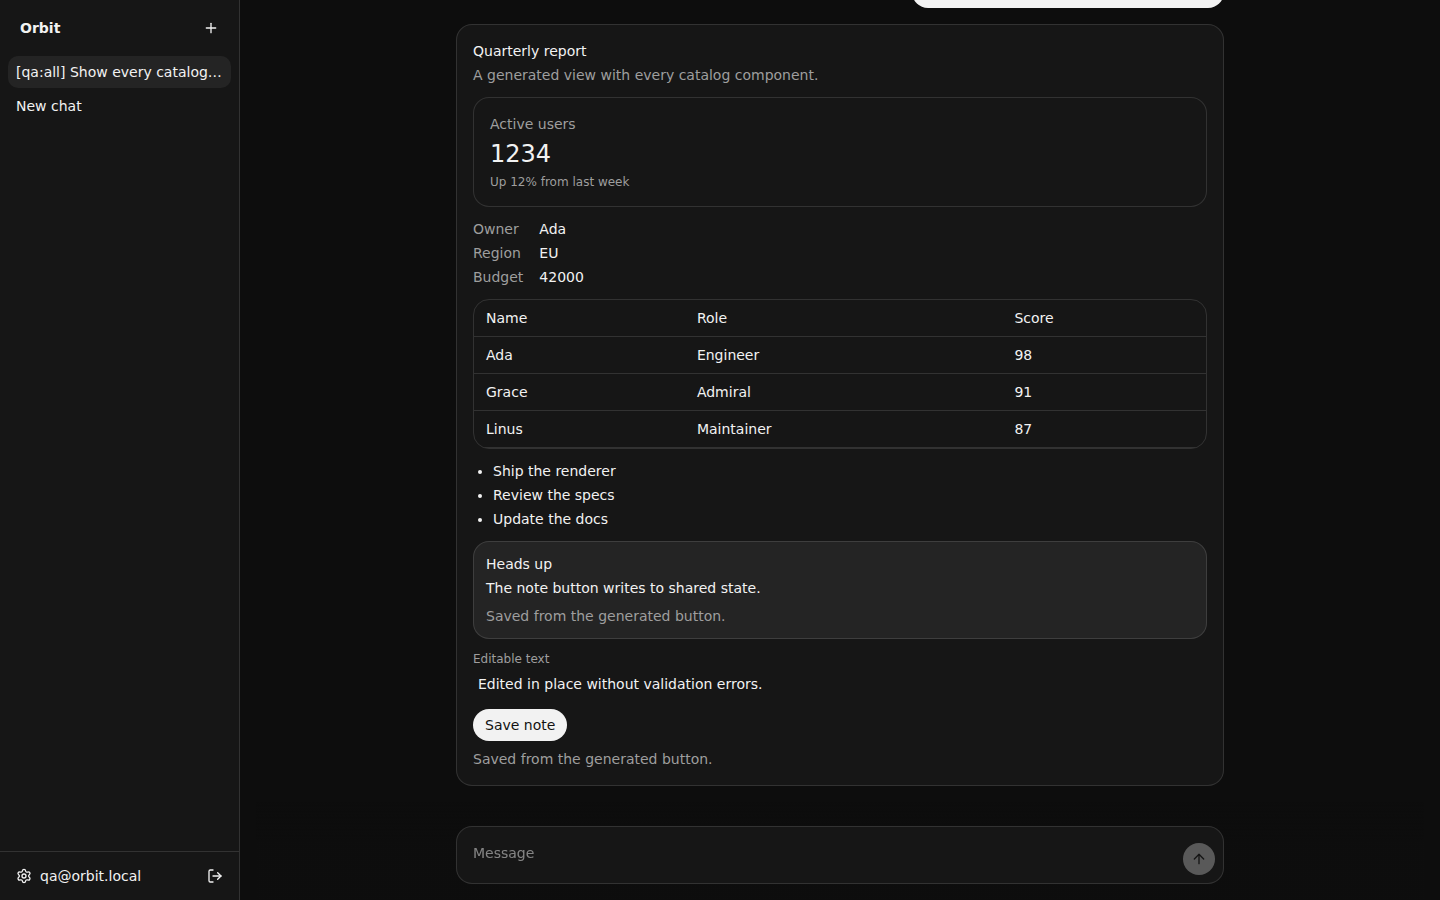 Orbit
[qa:all] Show every catalog...
New chat
qa@orbit.local
Quarterly report
A generated view with every catalog component.
Active users
1234
Up 12% from last week
Owner Ada
Region EU
Budget 42000
Name Role Score
Ada Engineer 98
Grace Admiral 91
Linus Maintainer 87
• Ship the renderer
• Review the specs
• Update the docs
Heads up
The note button writes to shared state.
Saved from the generated button.
Editable text
Edited in place without validation errors.
Save note
Saved from the generated button.
Message